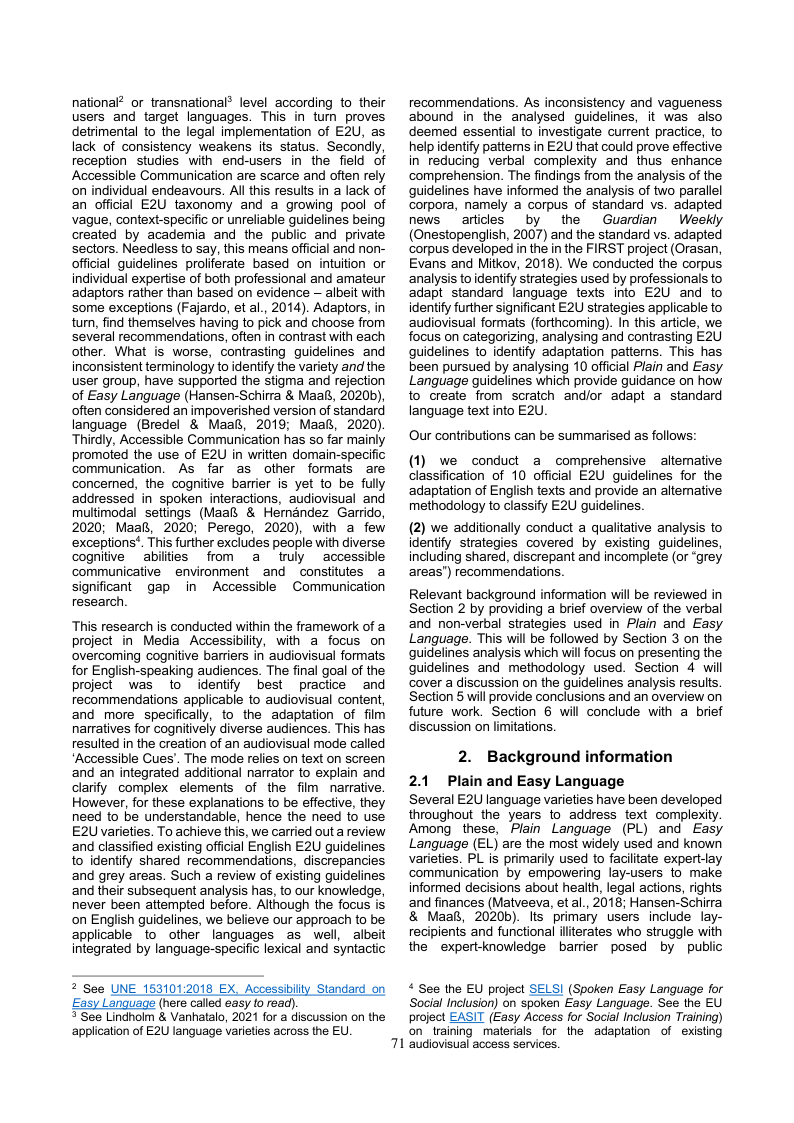 national2 or transnational3 level according to their
users and target languages. This in turn proves
detrimental to the legal implementation of E2U, as
lack of consistency weakens its status. Secondly,
reception studies with end-users in the field of
Accessible Communication are scarce and often rely
on individual endeavours. All this results in a lack of
an official E2U taxonomy and a growing pool of
vague, context-specific or unreliable guidelines being
created by academia and the public and private
sectors. Needless to say, this means official and non-
official guidelines proliferate based on intuition or
individual expertise of both professional and amateur
adaptors rather than based on evidence – albeit with
some exceptions (Fajardo, et al., 2014). Adaptors, in
turn, find themselves having to pick and choose from
several recommendations, often in contrast with each
other. What is worse, contrasting guidelines and
inconsistent terminology to identify the variety and the
user group, have supported the stigma and rejection
of Easy Language (Hansen-Schirra & Maaß, 2020b),
often considered an impoverished version of standard
language (Bredel & Maaß, 2019; Maaß, 2020).
Thirdly, Accessible Communication has so far mainly
promoted the use of E2U in written domain-specific
communication. As far as other formats are
concerned, the cognitive barrier is yet to be fully
addressed in spoken interactions, audiovisual and
multimodal settings (Maaß & Hernández Garrido,
2020; Maaß, 2020; Perego, 2020), with a few
exceptions4. This further excludes people with diverse
cognitive abilities from a truly accessible
communicative environment and constitutes a
significant gap in Accessible Communication
research.
This research is conducted within the framework of a
project in Media Accessibility, with a focus on
overcoming cognitive barriers in audiovisual formats
for English-speaking audiences. The final goal of the
project was to identify best practice and
recommendations applicable to audiovisual content,
and more specifically, to the adaptation of film
narratives for cognitively diverse audiences. This has
resulted in the creation of an audiovisual mode called
‘Accessible Cues’. The mode relies on text on screen
and an integrated additional narrator to explain and
clarify complex elements of the film narrative.
However, for these explanations to be effective, they
need to be understandable, hence the need to use
E2U varieties. To achieve this, we carried out a review
and classified existing official English E2U guidelines
to identify shared recommendations, discrepancies
and grey areas. Such a review of existing guidelines
and their subsequent analysis has, to our knowledge,
never been attempted before. Although the focus is
on English guidelines, we believe our approach to be
applicable to other languages as well, albeit
integrated by language-specific lexical and syntactic
2 See UNE 153101:2018 EX, Accessibility Standard on
Easy Language (here called easy to read).
3 See Lindholm & Vanhatalo, 2021 for a discussion on the
application of E2U language varieties across the EU.
recommendations. As inconsistency and vagueness
abound in the analysed guidelines, it was also
deemed essential to investigate current practice, to
help identify patterns in E2U that could prove effective
in reducing verbal complexity and thus enhance
comprehension. The findings from the analysis of the
guidelines have informed the analysis of two parallel
corpora, namely a corpus of standard vs. adapted
news articles by the Guardian Weekly
(Onestopenglish, 2007) and the standard vs. adapted
corpus developed in the in the FIRST project (Orasan,
Evans and Mitkov, 2018). We conducted the corpus
analysis to identify strategies used by professionals to
adapt standard language texts into E2U and to
identify further significant E2U strategies applicable to
audiovisual formats (forthcoming). In this article, we
focus on categorizing, analysing and contrasting E2U
guidelines to identify adaptation patterns. This has
been pursued by analysing 10 official Plain and Easy
Language guidelines which provide guidance on how
to create from scratch and/or adapt a standard
language text into E2U.
Our contributions can be summarised as follows:
(1) we conduct a comprehensive alternative
classification of 10 official E2U guidelines for the
adaptation of English texts and provide an alternative
methodology to classify E2U guidelines.
(2) we additionally conduct a qualitative analysis to
identify strategies covered by existing guidelines,
including shared, discrepant and incomplete (or “grey
areas”) recommendations.
Relevant background information will be reviewed in
Section 2 by providing a brief overview of the verbal
and non-verbal strategies used in Plain and Easy
Language. This will be followed by Section 3 on the
guidelines analysis which will focus on presenting the
guidelines and methodology used. Section 4 will
cover a discussion on the guidelines analysis results.
Section 5 will provide conclusions and an overview on
future work. Section 6 will conclude with a brief
discussion on limitations.
2. Background information
2.1 Plain and Easy Language
Several E2U language varieties have been developed
throughout the years to address text complexity.
Among these, Plain Language (PL) and Easy
Language (EL) are the most widely used and known
varieties. PL is primarily used to facilitate expert-lay
communication by empowering lay-users to make
informed decisions about health, legal actions, rights
and finances (Matveeva, et al., 2018; Hansen-Schirra
& Maaß, 2020b). Its primary users include lay-
recipients and functional illiterates who struggle with
the expert-knowledge barrier posed by public
4 See the EU project SELSI (Spoken Easy Language for
Social Inclusion) on spoken Easy Language. See the EU
project EASIT (Easy Access for Social Inclusion Training)
on training materials for the adaptation of existing
audiovisual access services.
71